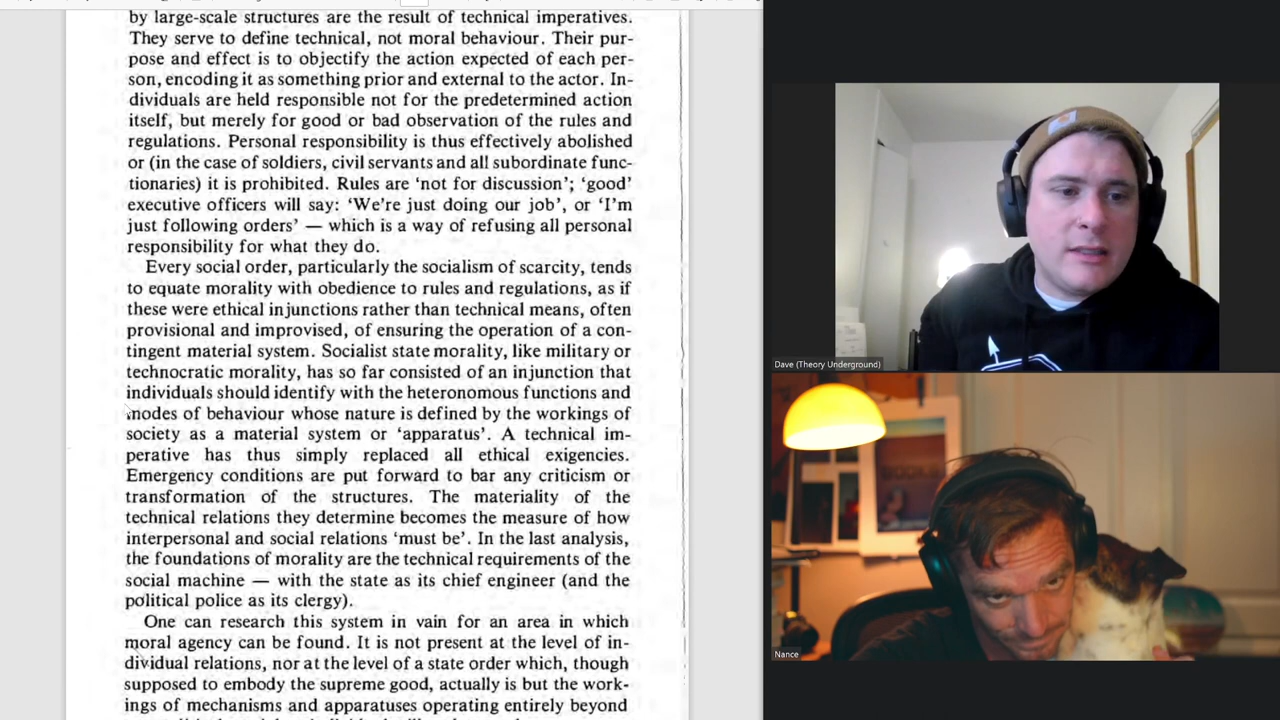 by large-scale structures are the result of technical imperatives.
They serve to define technical, not moral behaviour. Their pur-
pose and effect is to objectify the action expected of each per-
son, encoding it as something prior and external to the actor. In-
dividuals are held responsible not for the predetermined action
itself, but merely for good or bad observation of the rules and
regulations. Personal responsibility is thus effectively abolished
or (in the case of soldiers, civil servants and all subordinate func-
tionaries) it is prohibited. Rules are ‘not for discussion’; ‘good’
executive officers will say: ‘We’re just doing our job’, or ‘I’m
just following orders’ — which is a way of refusing all personal
responsibility for what they do.
Every social order, particularly the socialism of scarcity, tends
to equate morality with obedience to rules and regulations, as if
these were ethical injunctions rather than technical means, often
provisional and improvised, of ensuring the operation of a con-
tingent material system. Socialist state morality, like military or
technocratic morality, has so far consisted of an injunction that
individuals should identify with the heteronomous functions and
modes of behaviour whose nature is defined by the workings of
society as a material system or ‘apparatus’. A technical im-
perative has thus simply replaced all ethical exigencies.
Emergency conditions are put forward to bar any criticism or
transformation of the structures. The materiality of the
technical relations they determine becomes the measure of how
interpersonal and social relations ‘must be’. In the last analysis,
the foundations of morality are the technical requirements of the
social machine — with the state as its chief engineer (and the
political police as its clergy).
One can research this system in vain for an area in which
moral agency can be found. It is not present at the level of in-
dividual relations, nor at the level of a state order which, though
supposed to embody the supreme good, actually is but the work-
ings of mechanisms and apparatuses operating entirely beyond
Dave (Theory Underground)
Nance